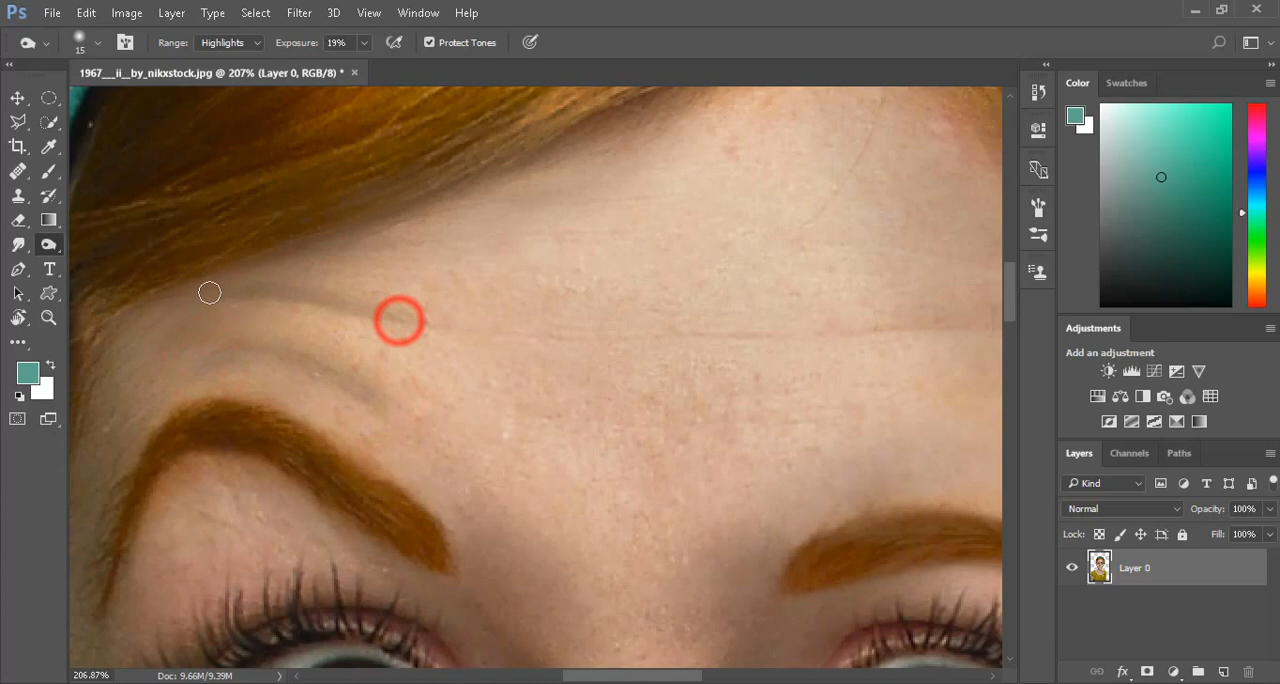 Ps File Edit Image Layer Type Select Filter 3D View Window Help
15 Range: Highlights Exposure: 19% Protect Tones
1967__ii__by_nikxstock.jpg @ 207% (Layer 0, RGB/8) * ×
Color Swatches
Adjustments
Add an adjustment
Layers Channels Paths
Kind
Normal Opacity: 100%
Lock: Fill: 100%
Layer 0
206.87% Doc: 9.66M/9.39M